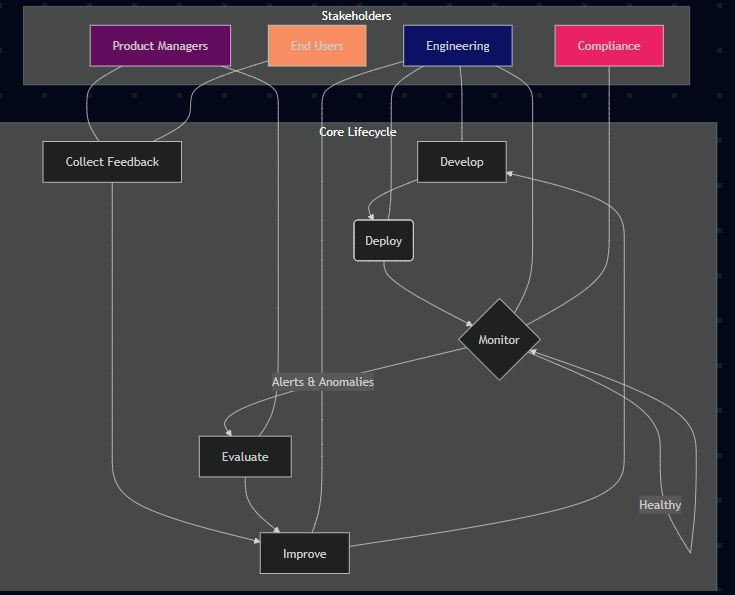 Stakeholders
Product Managers
End Users
Engineering
Compliance
Core Lifecycle
Collect Feedback
Develop
Deploy
Monitor
Alerts & Anomalies
Evaluate
Healthy
Improve